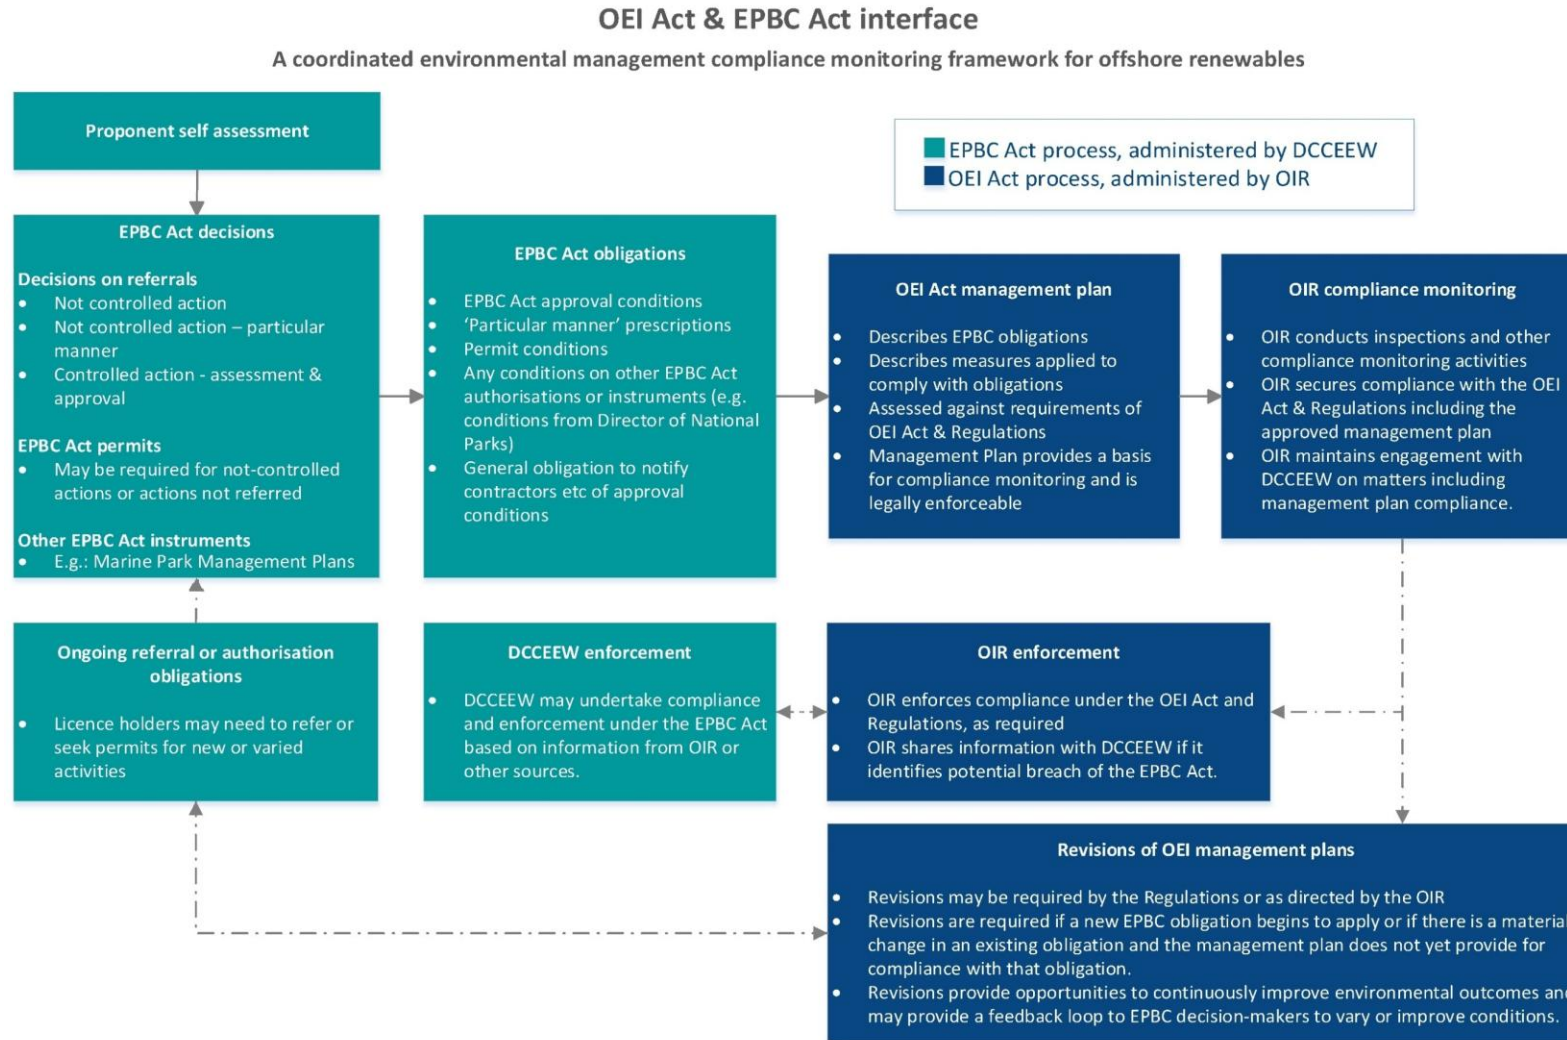 OEI Act & EPBC Act interface
A coordinated environmental management compliance monitoring framework for offshore renewables
Proponent self assessment
EPBC Act process, administered by DCCEEW
OEI Act process, administered by OIR
EPBC Act decisions
Decisions on referrals
• Not controlled action
• Not controlled action – particular
manner
• Controlled action - assessment &
approval
EPBC Act permits
• May be required for not-controlled
actions or actions not referred
Other EPBC Act instruments
• E.g.: Marine Park Management Plans
EPBC Act obligations
• EPBC Act approval conditions
• ‘Particular manner’ prescriptions
• Permit conditions
• Any conditions on other EPBC Act
authorisations or instruments (e.g.
conditions from Director of National
Parks)
• General obligation to notify
contractors etc of approval
conditions
OEI Act management plan
• Describes EPBC obligations
• Describes measures applied to
comply with obligations
• Assessed against requirements of
OEI Act & Regulations
• Management Plan provides a basis
for compliance monitoring and is
legally enforceable
OIR compliance monitoring
• OIR conducts inspections and other
compliance monitoring activities
• OIR secures compliance with the OEI
Act & Regulations including the
approved management plan
• OIR maintains engagement with
DCCEEW on matters including
management plan compliance.
Ongoing referral or authorisation
obligations
• Licence holders may need to refer or
seek permits for new or varied
activities
DCCEEW enforcement
• DCCEEW may undertake compliance
and enforcement under the EPBC Act
based on information from OIR or
other sources.
OIR enforcement
• OIR enforces compliance under the OEI Act and
Regulations, as required
• OIR shares information with DCCEEW if it
identifies potential breach of the EPBC Act.
Revisions of OEI management plans
• Revisions may be required by the Regulations or as directed by the OIR
• Revisions are required if a new EPBC obligation begins to apply or if there is a material
change in an existing obligation and the management plan does not yet provide for
compliance with that obligation.
• Revisions provide opportunities to continuously improve environmental outcomes and
may provide a feedback loop to EPBC decision-makers to vary or improve conditions.